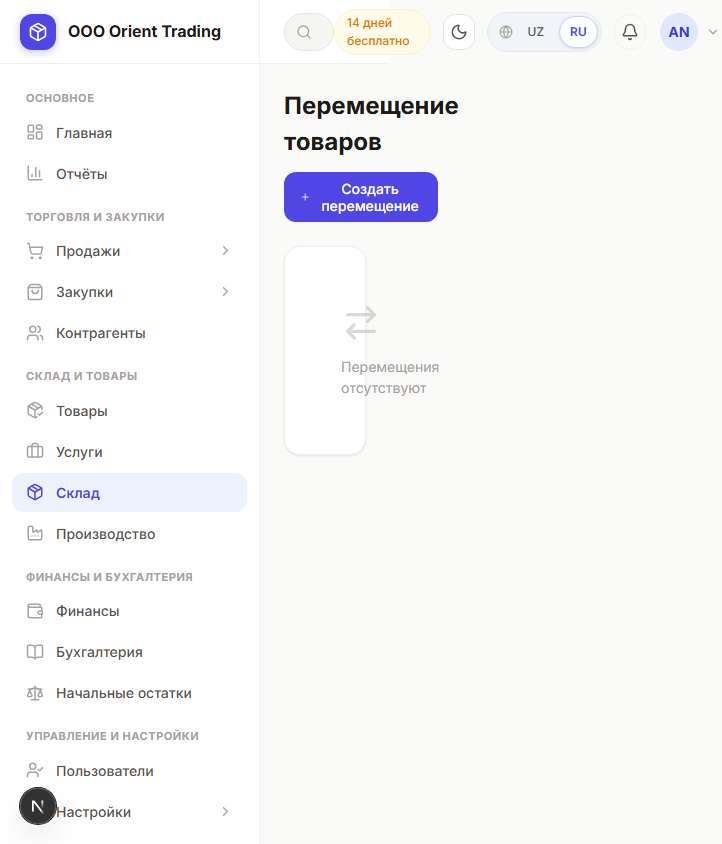 ООО Orient Trading
14 дней
бесплатно
UZ
RU
AN
ОСНОВНОЕ
Главная
Отчёты
ТОРГОВЛЯ И ЗАКУПКИ
Продажи
Закупки
Контрагенты
СКЛАД И ТОВАРЫ
Товары
Услуги
Склад
Производство
ФИНАНСЫ И БУХГАЛТЕРИЯ
Финансы
Бухгалтерия
Начальные остатки
УПРАВЛЕНИЕ И НАСТРОЙКИ
Пользователи
N
Настройки
Перемещение
товаров
+ Создать
перемещение
Перемещения
отсутствуют